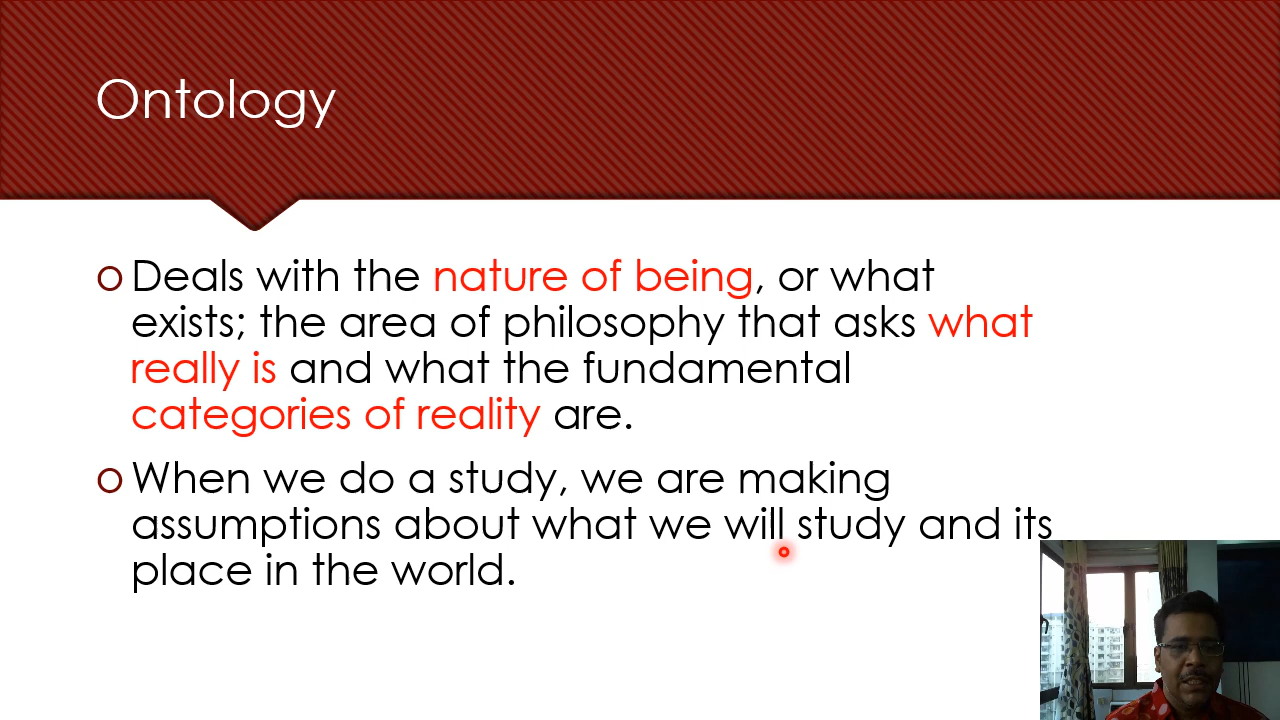 Ontology
Deals with the nature of being, or what
exists; the area of philosophy that asks what
really is and what the fundamental
categories of reality are.
When we do a study, we are making
assumptions about what we will study and its
place in the world.